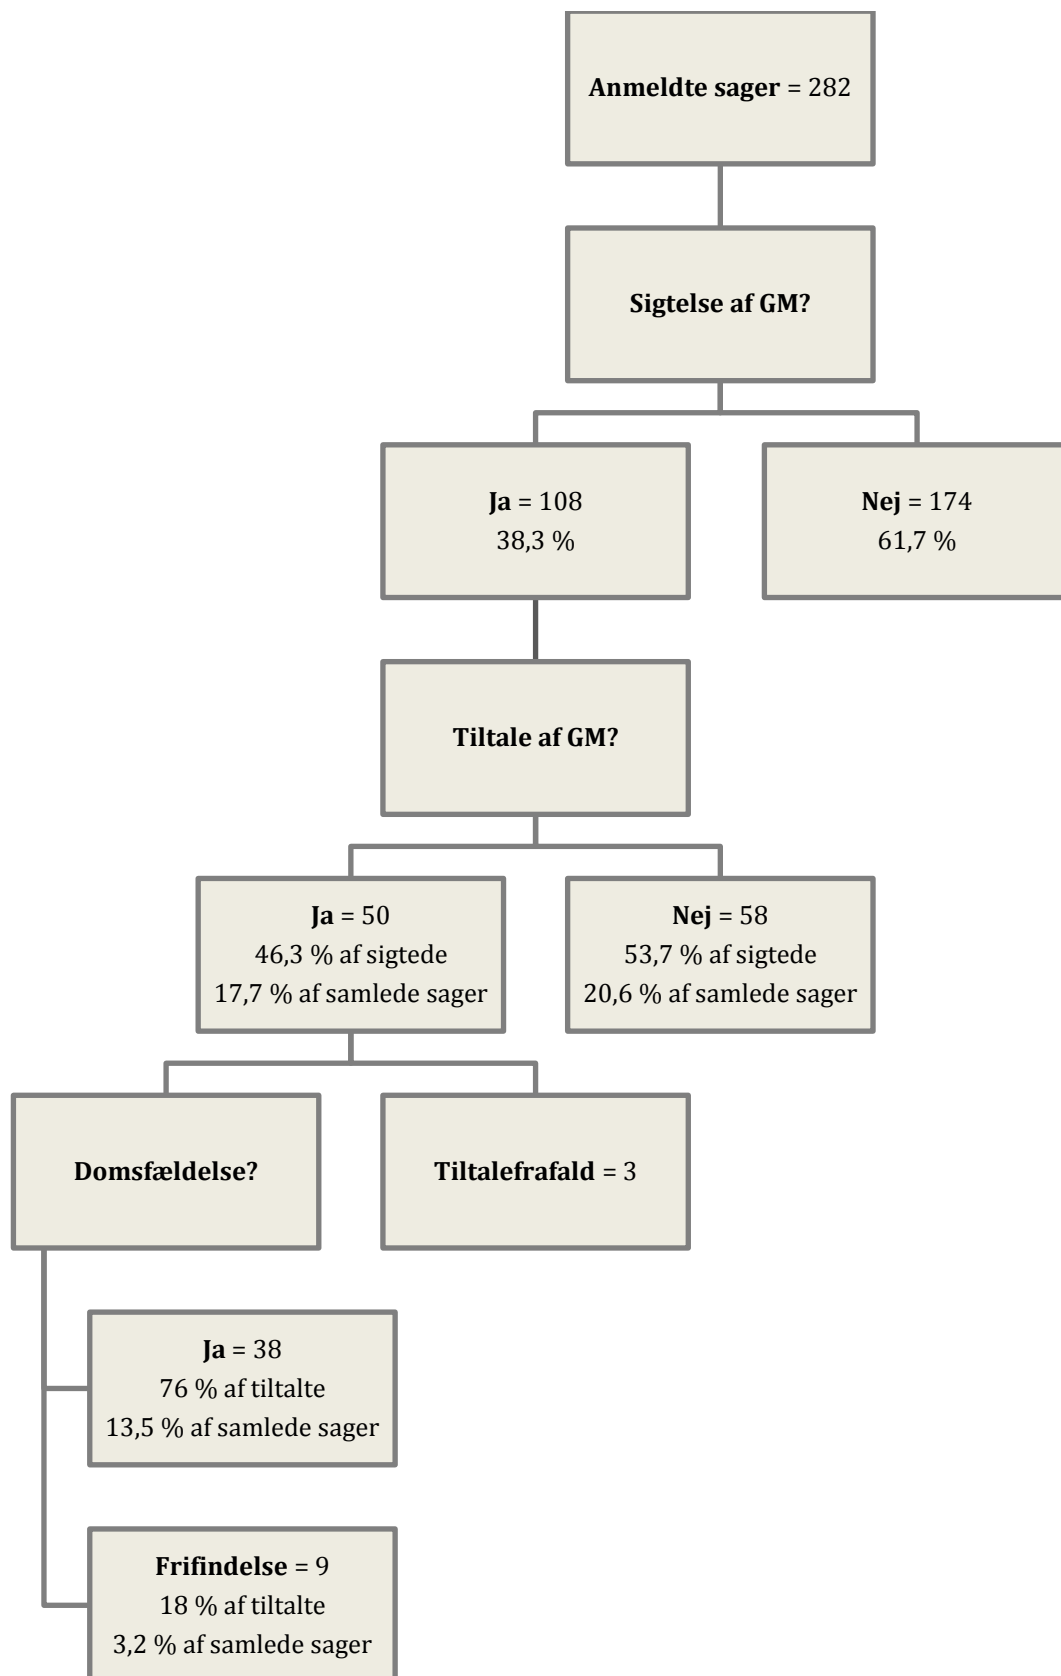 Anmeldte sager = 282
Sigtelse af GM?
Ja = 108
38,3 %
Nej = 174
61,7 %
Tiltale af GM?
Ja = 50
46,3 % af sigtede
17,7 % af samlede sager
Nej = 58
53,7 % af sigtede
20,6 % af samlede sager
Domsfældelse?
Tiltalefrafald = 3
Ja = 38
76 % af tiltalte
13,5 % af samlede sager
Frifindelse = 9
18 % af tiltalte
3,2 % af samlede sager